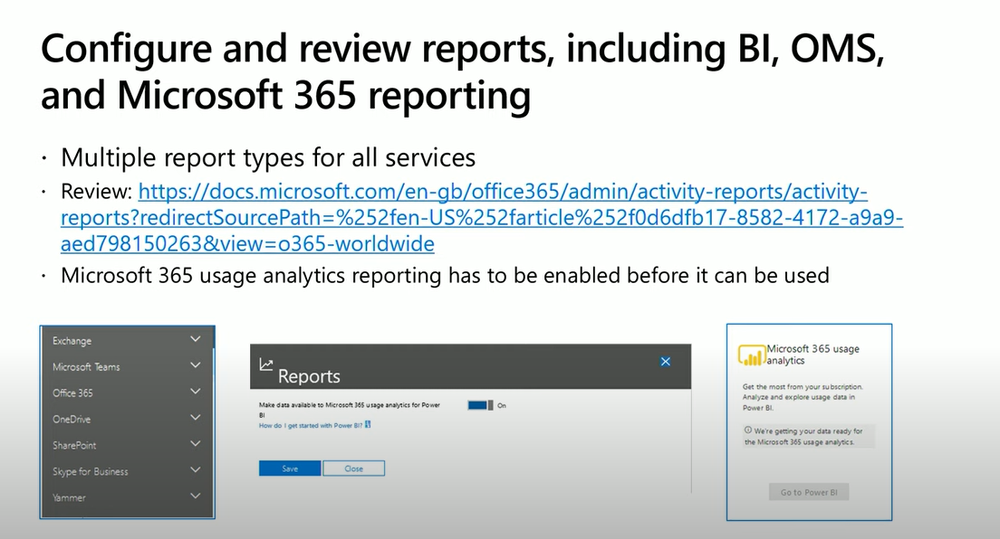 Configure and review reports, including BI, OMS,
and Microsoft 365 reporting
· Multiple report types for all services
· Review: https://docs.microsoft.com/en-gb/office365/admin/activity-reports/activity-
reports?redirectSourcePath=%252fen-US%252farticle%252f0d6dfb17-8582-4172-a9a9-
aed798150263&view=o365-worldwide
· Microsoft 365 usage analytics reporting has to be enabled before it can be used
Exchange
Microsoft Teams
Office 365
OneDrive
SharePoint
Skype for Business
Yammer
Reports
Make data available to Microsoft 365 usage analytics for Power
BI
On
How do I get started with Power BI?
Save
Close
Microsoft 365 usage
analytics
Get the most from your subscription.
Analyze and explore usage data in
Power BI.
We're getting your data ready for
the Microsoft 365 usage analytics.
Go to Power BI